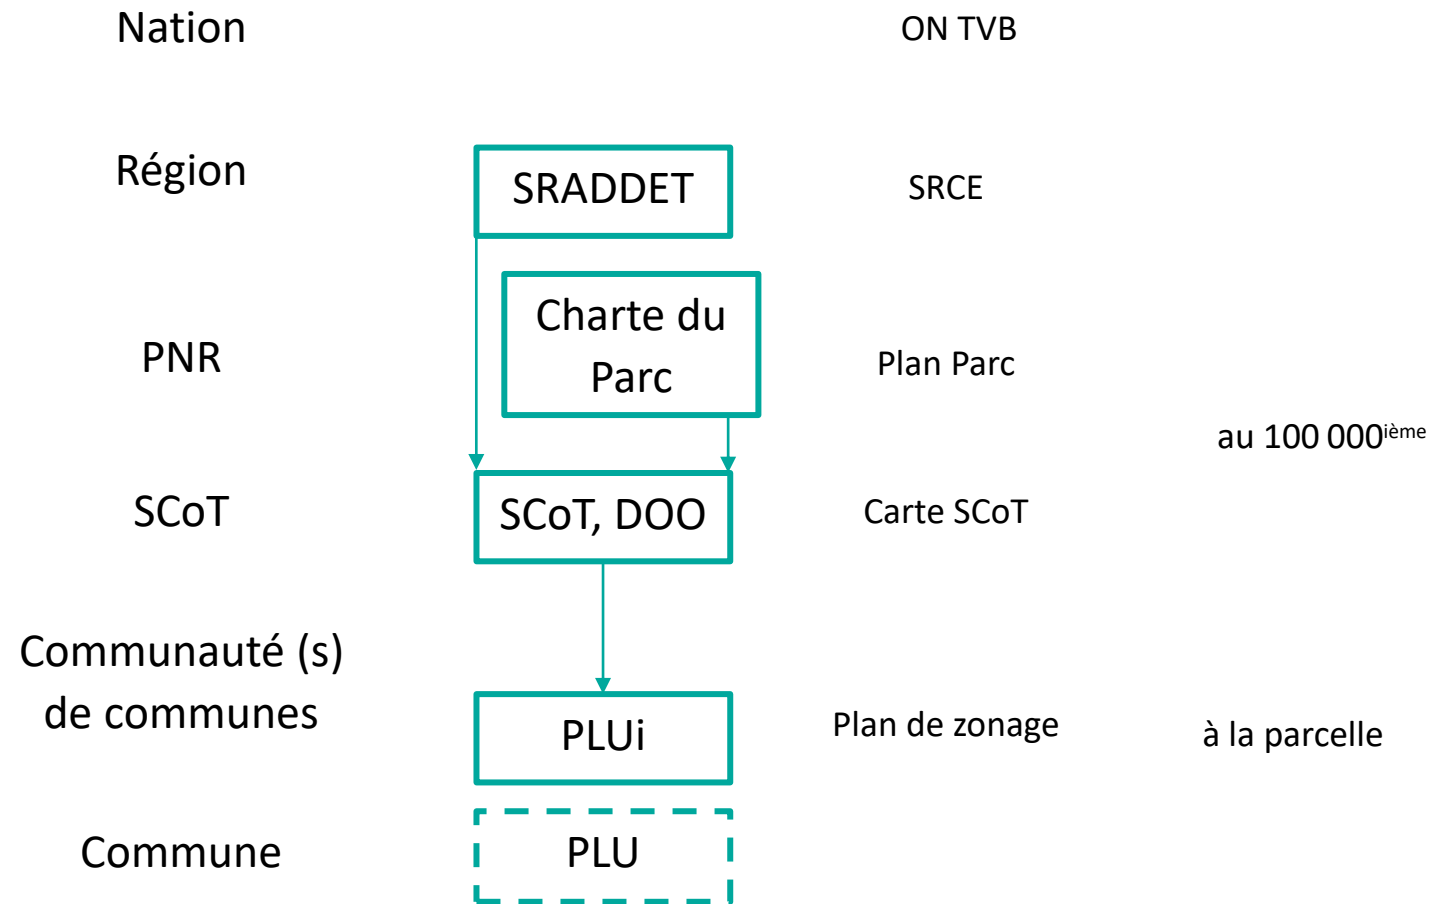 Nation
ON TVB
Région
SRADDET
SRCE
Charte du
Parc
PNR
Plan Parc
au 100 000ième
SCoT
SCoT, DOO
Carte SCoT
Communauté (s)
de communes
PLUi
Plan de zonage
à la parcelle
Commune
PLU